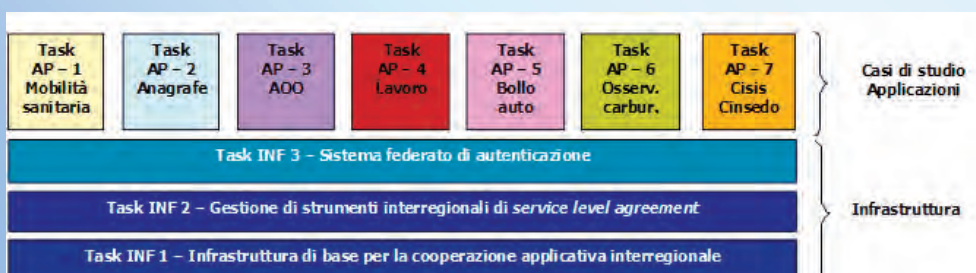 Task
AP – 1
Mobilità
sanitaria
Task
AP – 2
Anagrafe
Task
AP – 3
AOO
Task
AP – 4
Lavoro
Task
AP – 5
Bollo
auto
Task
AP – 6
Osserv.
carbur.
Task
AP – 7
Cisis
Cinsedo
Casi di studio
Applicazioni
Task INF 3 – Sistema federato di autenticazione
Task INF 2 – Gestione di strumenti interregionali di service level agreement
Task INF 1 – Infrastruttura di base per la cooperazione applicativa interregionale
Infrastruttura